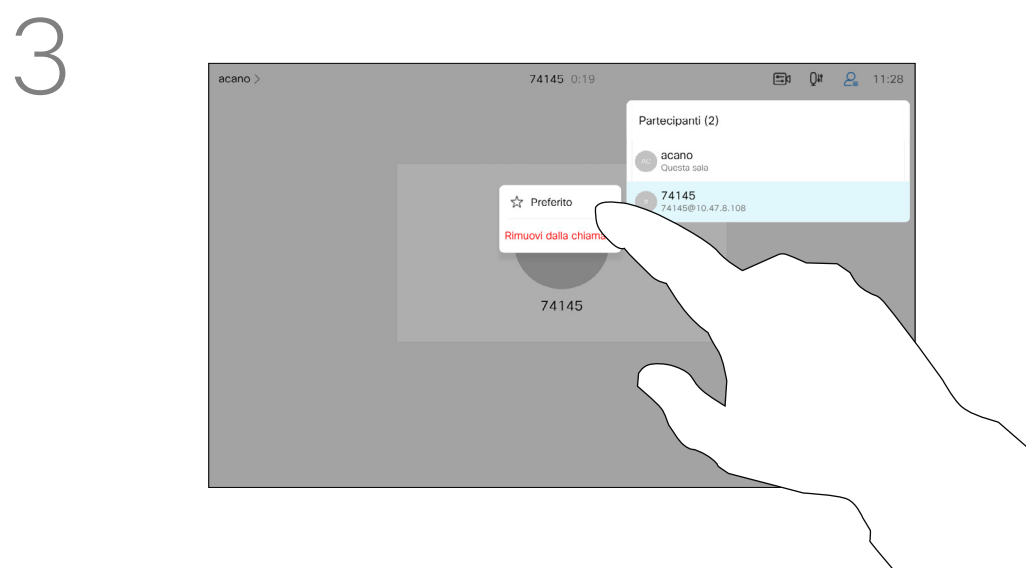 3
acano >
74145 0:19
11:28
Partecipanti (2)
AC
acano
Questa sala
74145
74145@10.47.8.108
Preferito
Rimuovi dalla
74145